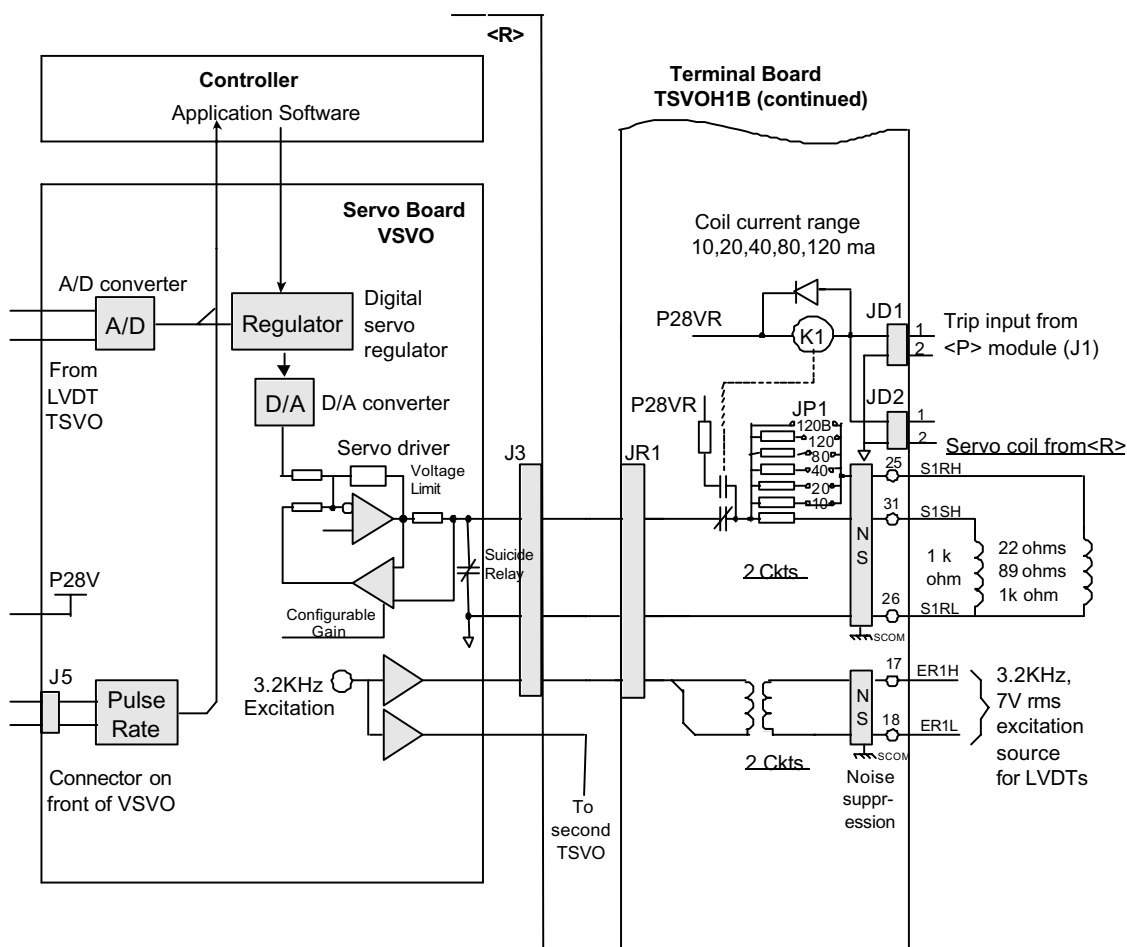 <R>
Controller
Application Software
Terminal Board
TSVOH1B (continued)
Servo Board
VSVO
Coil current range
10,20,40,80,120 ma
A/D converter
A/D
Regulator
Digital
servo
regulator
From
LVDT
TSVO
D/A
D/A converter
Servo driver
Voltage
Limit
Suicide
Relay
Configurable
Gain
P28V
J5
Pulse
Rate
Connector on
front of VSVO
3.2KHz
Excitation
To
second
TSVO
J3
JR1
P28VR
K1
JD1
1
2
Trip input from
<P> module (J1)
P28VR
JP1
120B
120
80
40
20
10
JD2
1
2
Servo coil from<R>
25
S1RH
31
S1SH
N
S
2 Ckts
1 k
ohm
22 ohms
89 ohms
1k ohm
26
S1RL
SCOM
17
ER1H
N
S
18
ER1L
SCOM
2 Ckts
3.2KHz,
7V rms
excitation
source
for LVDTs
Noise
suppr-
ession